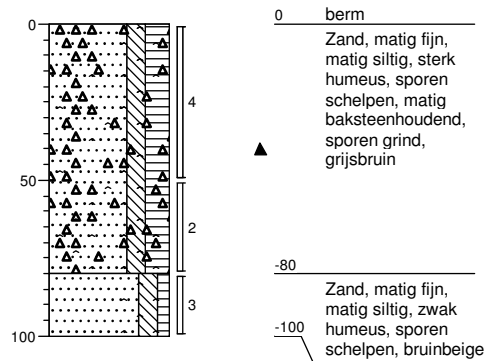 0
50
100
4
2
3
0 berm
Zand, matig fijn,
matig siltig, sterk
humeus, sporen
schelpen, matig
baksteenhoudend,
sporen grind,
grijsbruin
-80
Zand, matig fijn,
matig siltig, zwak
humeus, sporen
schelpen, bruinbeige
-100